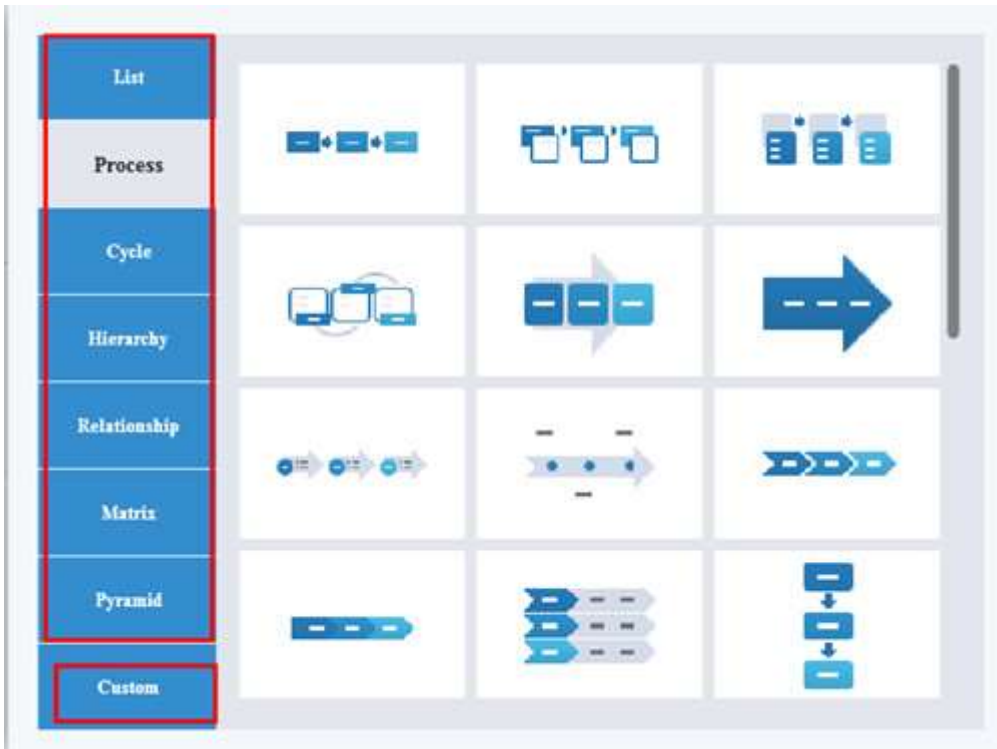 List
Process
Cycle
Hierarchy
Relationship
Matrix
Pyramid
Custom